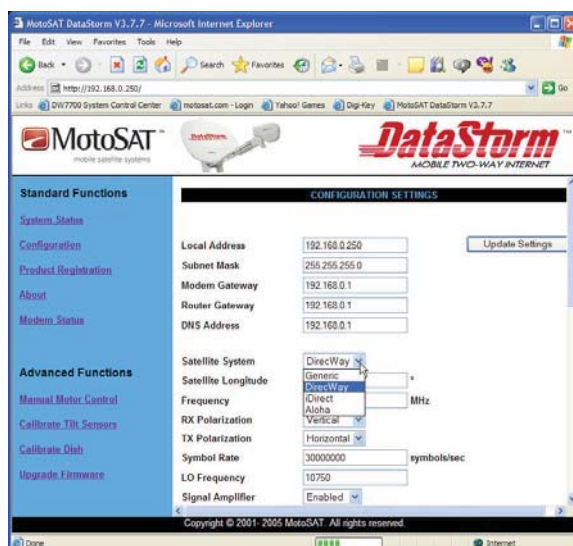 MotoSAT DataStorm V3.7.7 - Microsoft Internet Explorer
File Edit View Favorites Tools Help
Back Search Favorites
Address http://192.168.0.250/ Go
Links DW7700 System Control Center motosat.com - Login Yahoo! Games Digi-Key MotoSAT DataStorm V3.7.7
MotoSAT™
mobile satellite systems
DataStorm™
MOBILE TWO-WAY INTERNET
Standard Functions
System Status
Configuration
Product Registration
About
Modem Status
Advanced Functions
Manual Motor Control
Calibrate Tilt Sensors
Calibrate Dish
Upgrade Firmware
CONFIGURATION SETTINGS
Local Address 192.168.0.250 Update Settings
Subnet Mask 255.255.255.0
Modem Gateway 192.168.0.1
Router Gateway 192.168.0.1
DNS Address 192.168.0.1
Satellite System DirecWay
Generic
DirecWay
iDirect
Aloha
Satellite Longitude °
Frequency MHz
RX Polarization Vertical
TX Polarization Horizontal
Symbol Rate 30000000 symbols/sec
LO Frequency 10750
Signal Amplifier Enabled
Copyright © 2001- 2005 MotoSAT. All rights reserved.
Done Internet